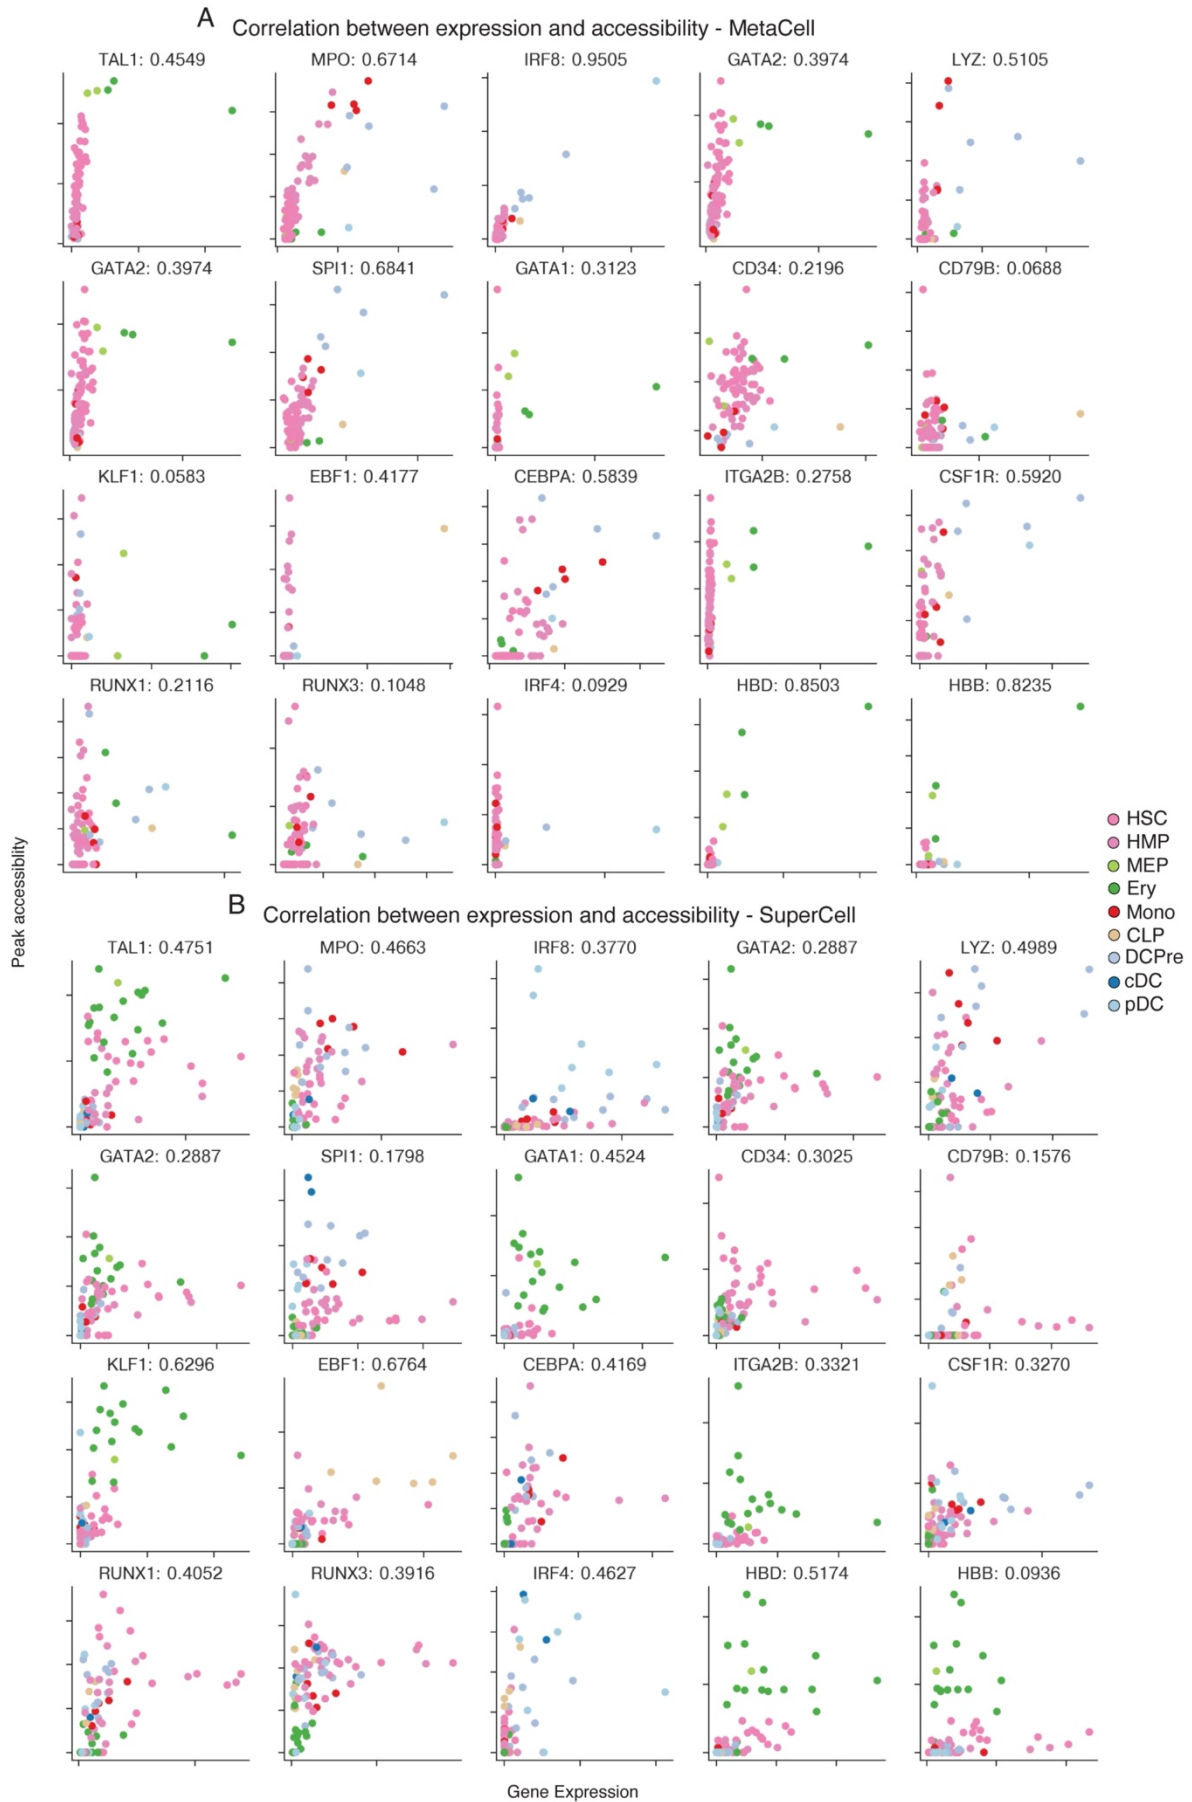 A Correlation between expression and accessibility - MetaCell
TAL1: 0.4549 MPO: 0.6714 IRF8: 0.9505 GATA2: 0.3974 LYZ: 0.5105
GATA2: 0.3974 SPI1: 0.6841 GATA1: 0.3123 CD34: 0.2196 CD79B: 0.0688
KLF1: 0.0583 EBF1: 0.4177 CEBPA: 0.5839 ITGA2B: 0.2758 CSF1R: 0.5920
RUNX1: 0.2116 RUNX3: 0.1048 IRF4: 0.0929 HBD: 0.8503 HBB: 0.8235
Peak accessiblity
HSC
HMP
MEP
Ery
Mono
CLP
DCPre
cDC
pDC
B Correlation between expression and accessibility - SuperCell
TAL1: 0.4751 MPO: 0.4663 IRF8: 0.3770 GATA2: 0.2887 LYZ: 0.4989
GATA2: 0.2887 SPI1: 0.1798 GATA1: 0.4524 CD34: 0.3025 CD79B: 0.1576
KLF1: 0.6296 EBF1: 0.6764 CEBPA: 0.4169 ITGA2B: 0.3321 CSF1R: 0.3270
RUNX1: 0.4052 RUNX3: 0.3916 IRF4: 0.4627 HBD: 0.5174 HBB: 0.0936
Gene Expression